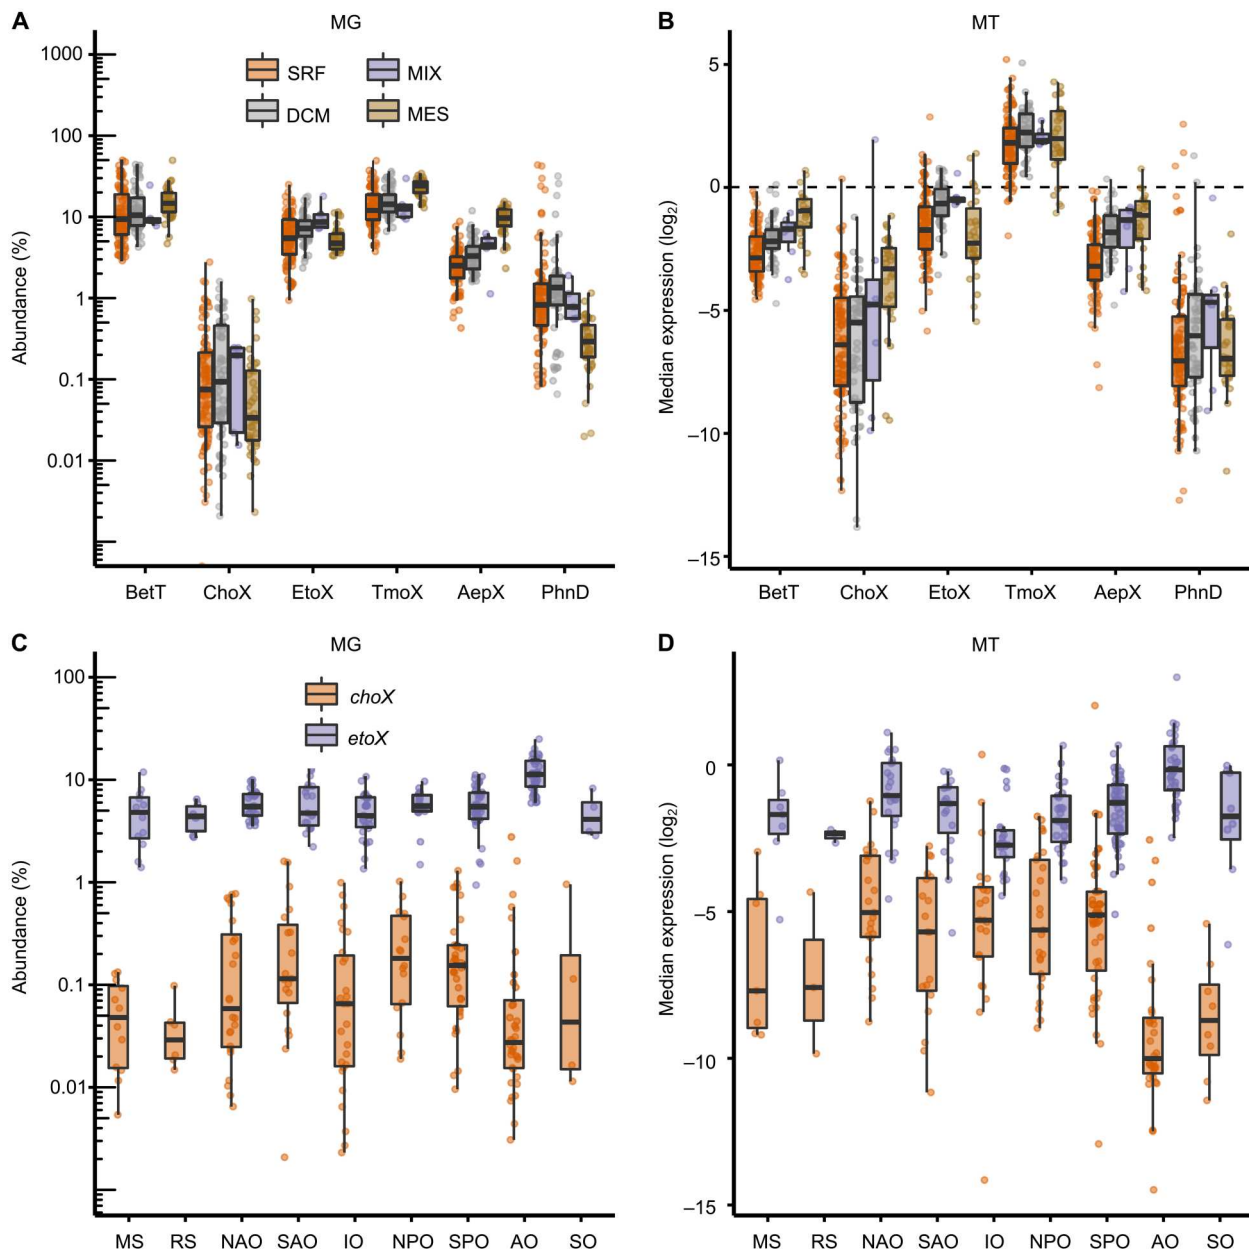 A
MG
Abundance (%)
1000
100
10
1
0.1
0.01
SRF
MIX
DCM
MES
BetT ChoX EtoX TmoX AepX PhnD
B
MT
Median expression (log2)
5
0
−5
−10
−15
BetT ChoX EtoX TmoX AepX PhnD
C
MG
Abundance (%)
100
10
1
0.1
0.01
choX
etoX
MS RS NAO SAO IO NPO SPO AO SO
D
MT
Median expression (log2)
0
−5
−10
−15
MS RS NAO SAO IO NPO SPO AO SO